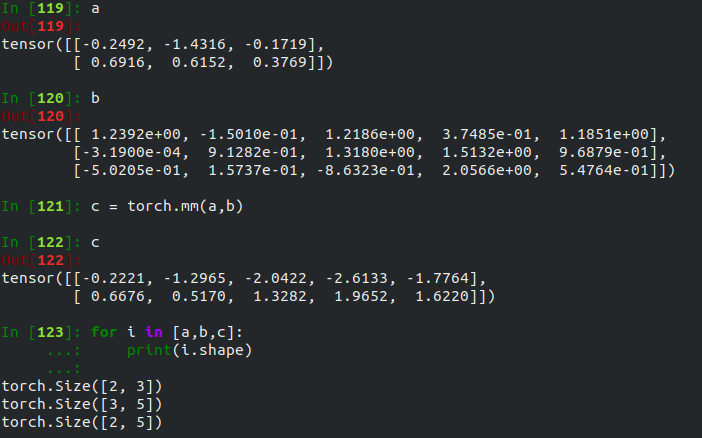 In [119]: a
Out[119]:
tensor([[-0.2492, -1.4316, -0.1719],
        [ 0.6916,  0.6152,  0.3769]])
In [120]: b
Out[120]:
tensor([[ 1.2392e+00, -1.5010e-01,  1.2186e+00,  3.7485e-01,  1.1851e+00],
        [-3.1900e-04,  9.1282e-01,  1.3180e+00,  1.5132e+00,  9.6879e-01],
        [-5.0205e-01,  1.5737e-01, -8.6323e-01,  2.0566e+00,  5.4764e-01]])
In [121]: c = torch.mm(a,b)
In [122]: c
Out[122]:
tensor([[-0.2221, -1.2965, -2.0422, -2.6133, -1.7764],
        [ 0.6676,  0.5170,  1.3282,  1.9652,  1.6220]])
In [123]: for i in [a,b,c]:
     ...:     print(i.shape)
     ...:
torch.Size([2, 3])
torch.Size([3, 5])
torch.Size([2, 5])